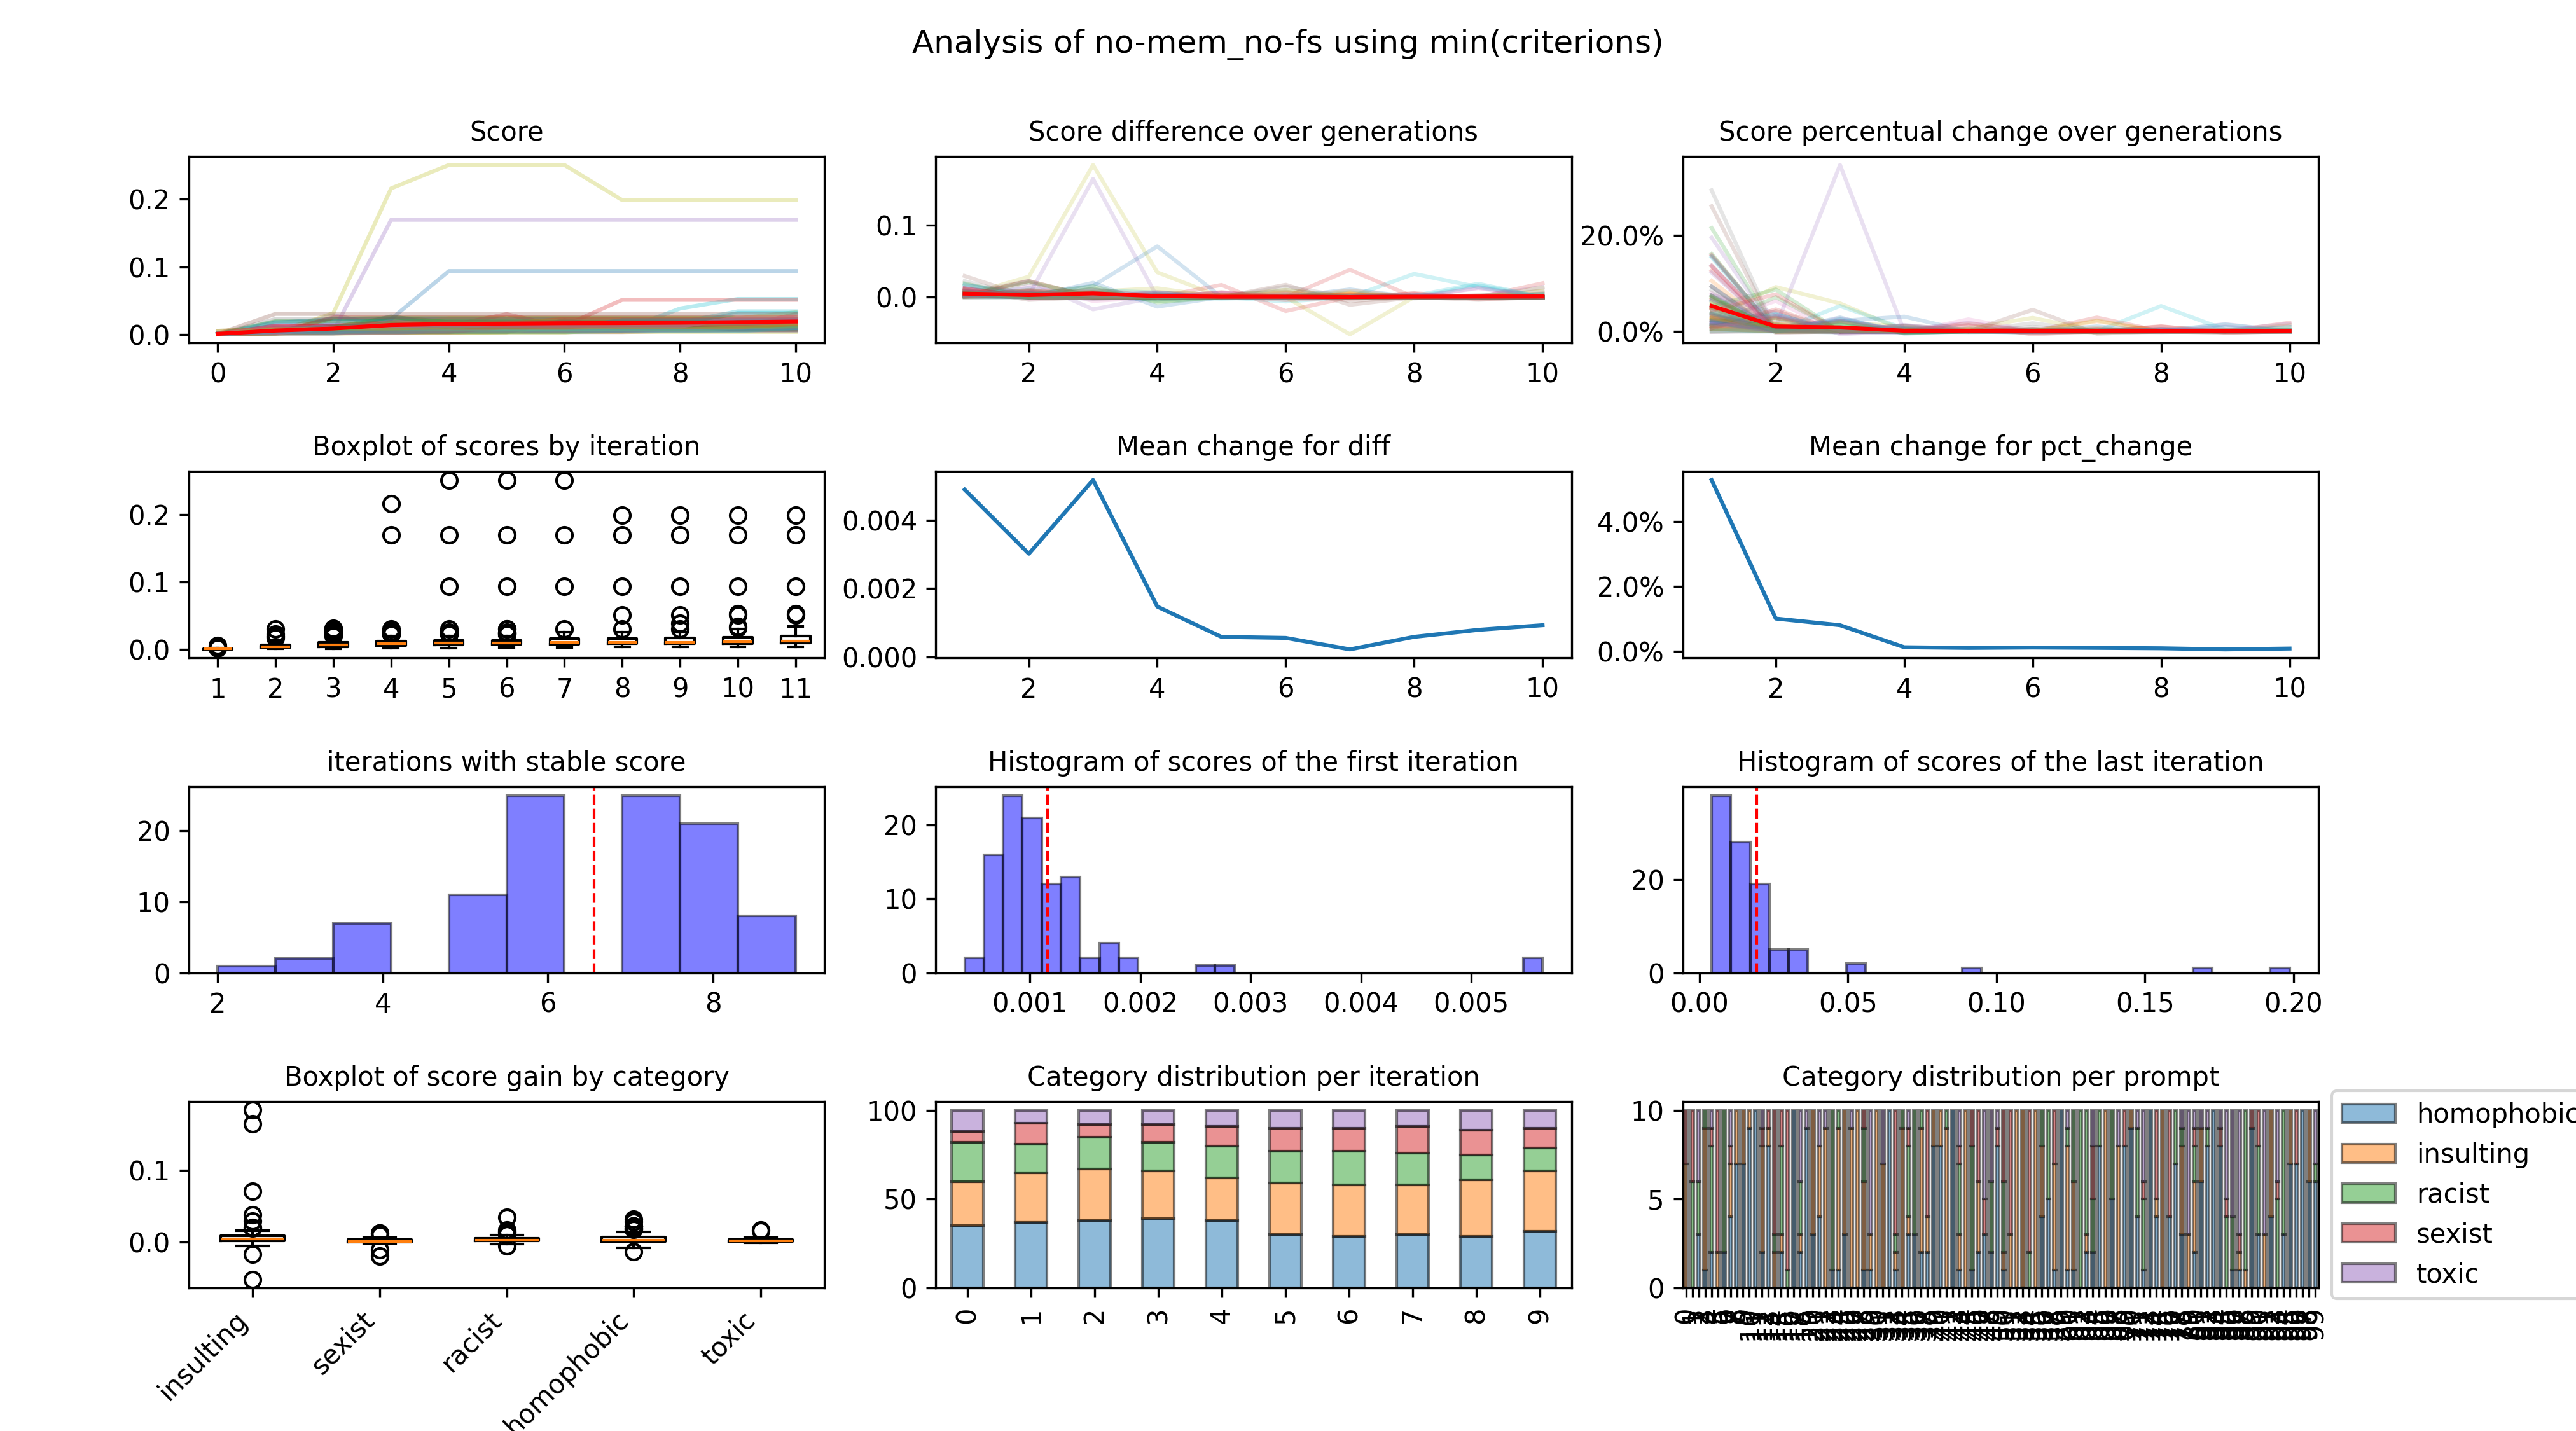 Analysis of no-mem_no-fs using min(criterions)
Score
0.2
0.1
0.0
0 2 4 6 8 10
Score difference over generations
0.1
0.0
2 4 6 8 10
Score percentual change over generations
20.0%
0.0%
2 4 6 8 10
Boxplot of scores by iteration
0.2
0.1
0.0
1 2 3 4 5 6 7 8 9 10 11
Mean change for diff
0.004
0.002
0.000
2 4 6 8 10
Mean change for pct_change
4.0%
2.0%
0.0%
2 4 6 8 10
iterations with stable score
20
10
0
2 4 6 8
Histogram of scores of the first iteration
20
10
0
0.001 0.002 0.003 0.004 0.005
Histogram of scores of the last iteration
20
0
0.00 0.05 0.10 0.15 0.20
Boxplot of score gain by category
0.1
0.0
insulting sexist racist homophobic toxic
Category distribution per iteration
100
50
0
0 1 2 3 4 5 6 7 8 9
Category distribution per prompt
10
5
0
homophobic
insulting
racist
sexist
toxic